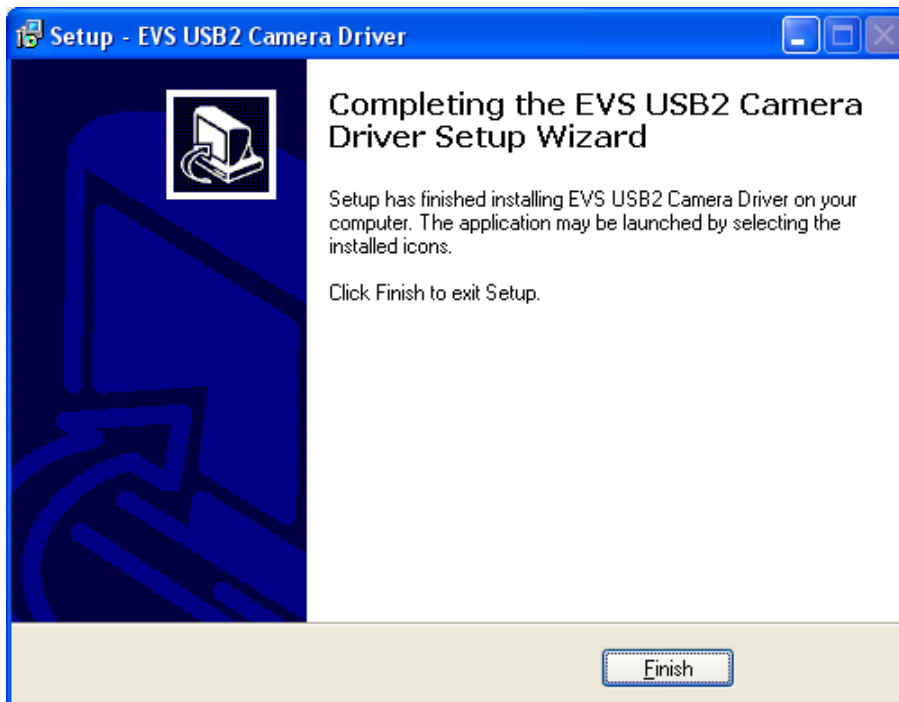 Setup - EVS USB2 Camera Driver
Completing the EVS USB2 Camera
Driver Setup Wizard
Setup has finished installing EVS USB2 Camera Driver on your
computer. The application may be launched by selecting the
installed icons.
Click Finish to exit Setup.
Finish